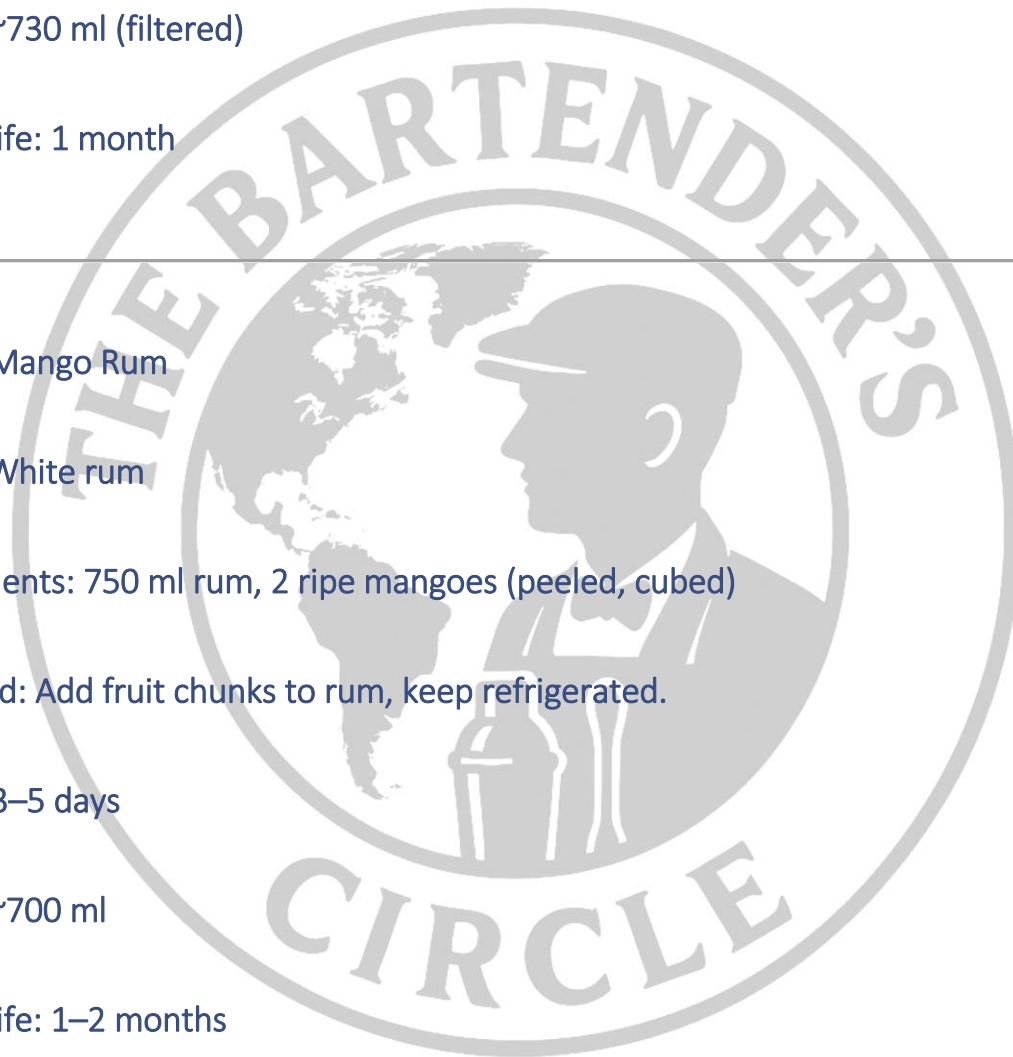 ~730 ml (filtered)
ife: 1 month
Mango Rum
White rum
ents: 750 ml rum, 2 ripe mangoes (peeled, cubed)
d: Add fruit chunks to rum, keep refrigerated.
3–5 days
~700 ml
ife: 1–2 months
THE BARTENDER'S
CIRCLE